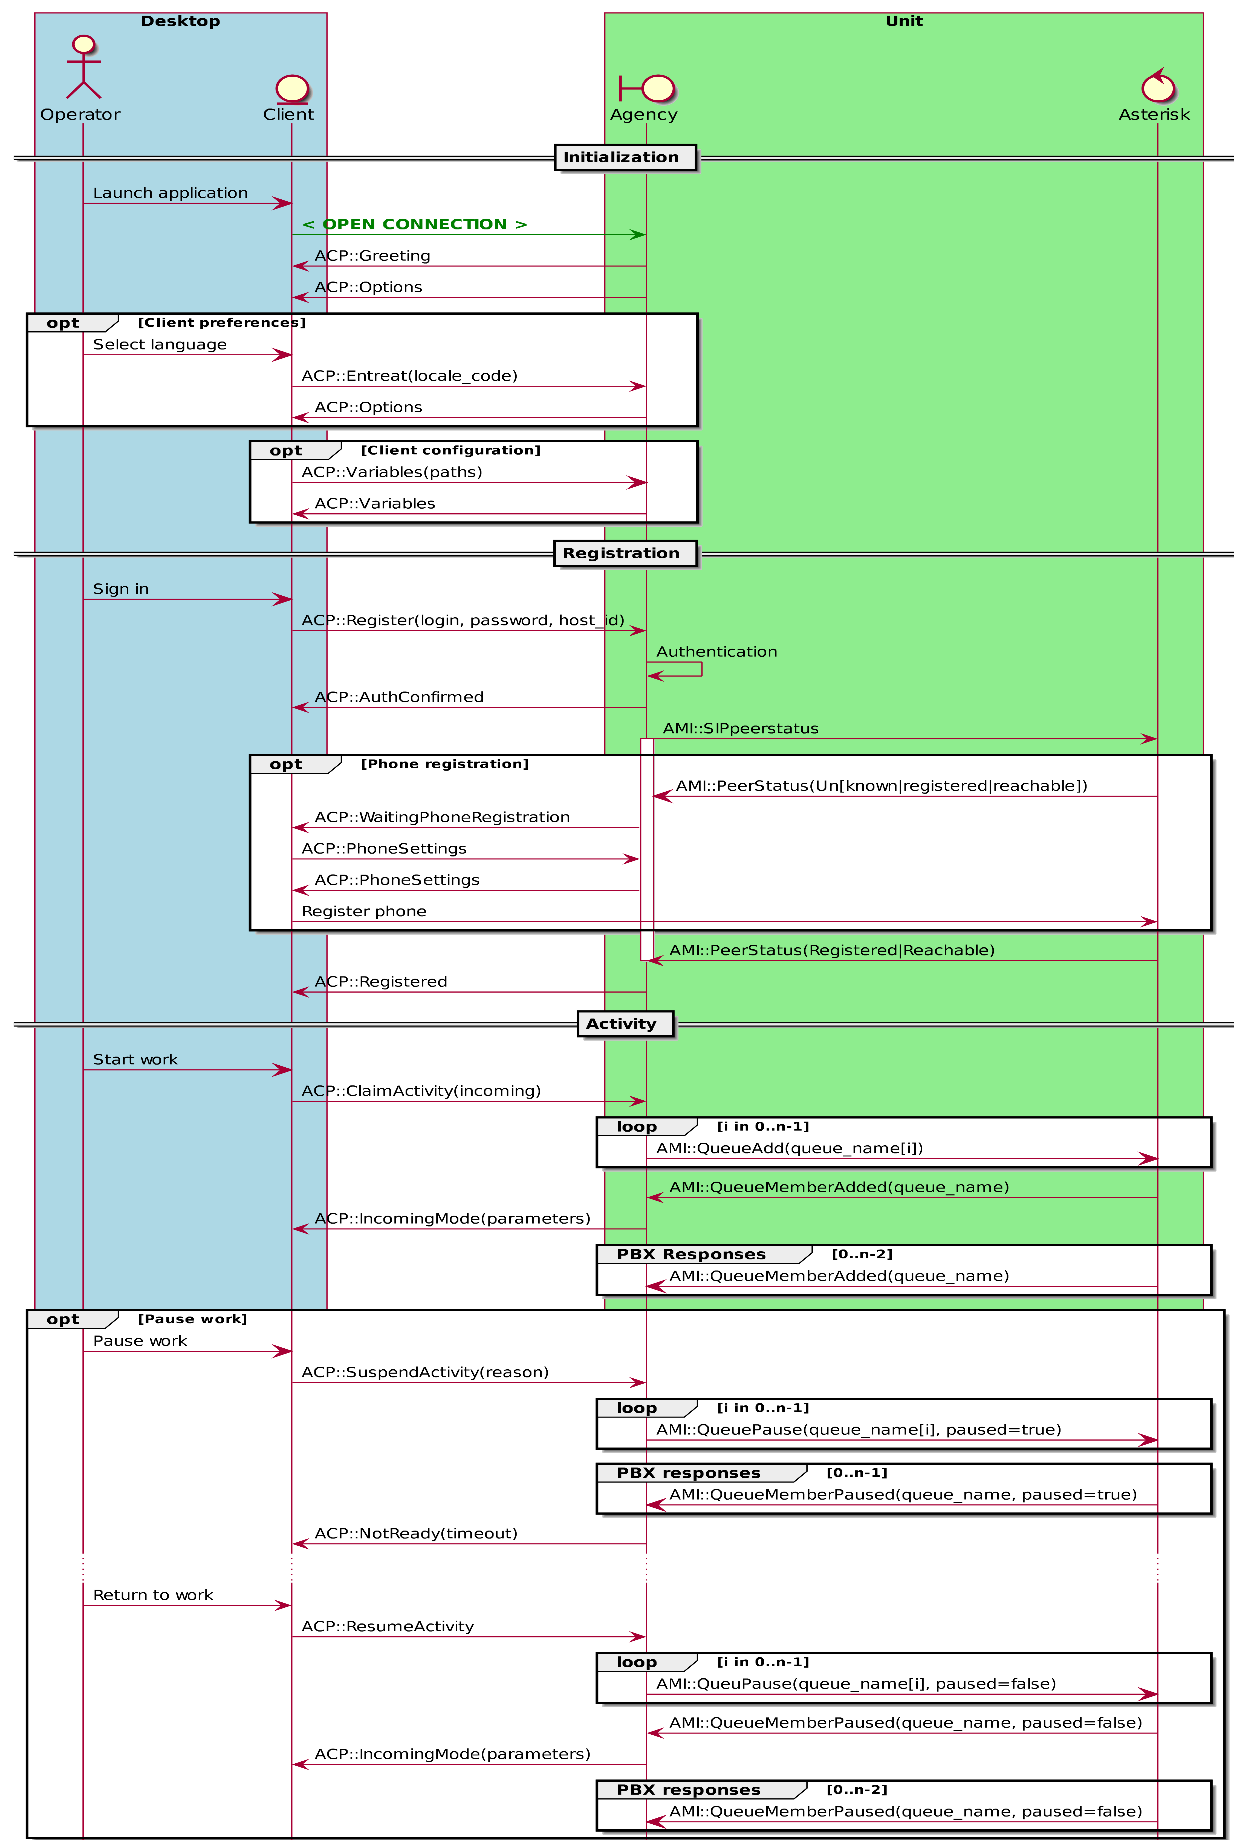 Desktop
Unit
Operator
Client
Agency
Asterisk
Initialization
Launch application
< OPEN CONNECTION >
ACP::Greeting
ACP::Options
opt [Client preferences]
Select language
ACP::Entreat(locale_code)
ACP::Options
opt [Client configuration]
ACP::Variables(paths)
ACP::Variables
Registration
Sign in
ACP::Register(login, password, host_id)
Authentication
ACP::AuthConfirmed
AMI::SIPpeerstatus
opt [Phone registration]
AMI::PeerStatus(Un[known|registered|reachable])
ACP::WaitingPhoneRegistration
ACP::PhoneSettings
ACP::PhoneSettings
Register phone
AMI::PeerStatus(Registered|Reachable)
ACP::Registered
Activity
Start work
ACP::ClaimActivity(incoming)
loop [i in 0..n-1]
AMI::QueueAdd(queue_name[i])
AMI::QueueMemberAdded(queue_name)
ACP::IncomingMode(parameters)
PBX Responses [0..n-2]
AMI::QueueMemberAdded(queue_name)
opt [Pause work]
Pause work
ACP::SuspendActivity(reason)
loop [i in 0..n-1]
AMI::QueuePause(queue_name[i], paused=true)
PBX responses [0..n-1]
AMI::QueueMemberPaused(queue_name, paused=true)
ACP::NotReady(timeout)
Return to work
ACP::ResumeActivity
loop [i in 0..n-1]
AMI::QueuPause(queue_name[i], paused=false)
AMI::QueueMemberPaused(queue_name, paused=false)
ACP::IncomingMode(parameters)
PBX responses [0..n-2]
AMI::QueueMemberPaused(queue_name, paused=false)